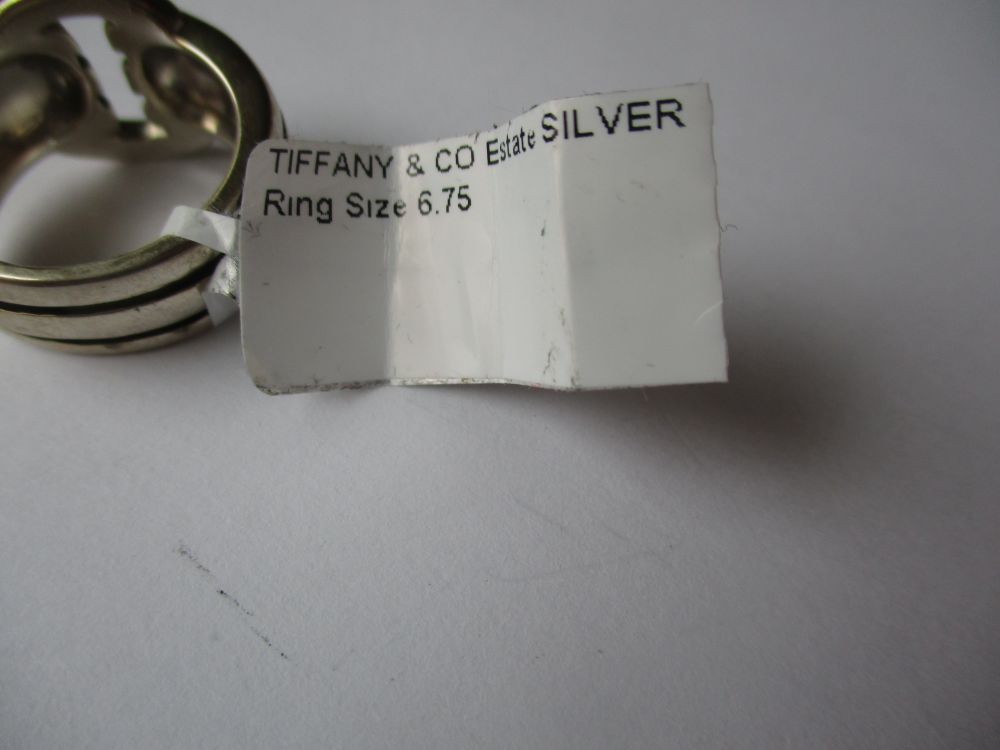 TIFFANY & CO Estate SILVER
Ring Size 6.75